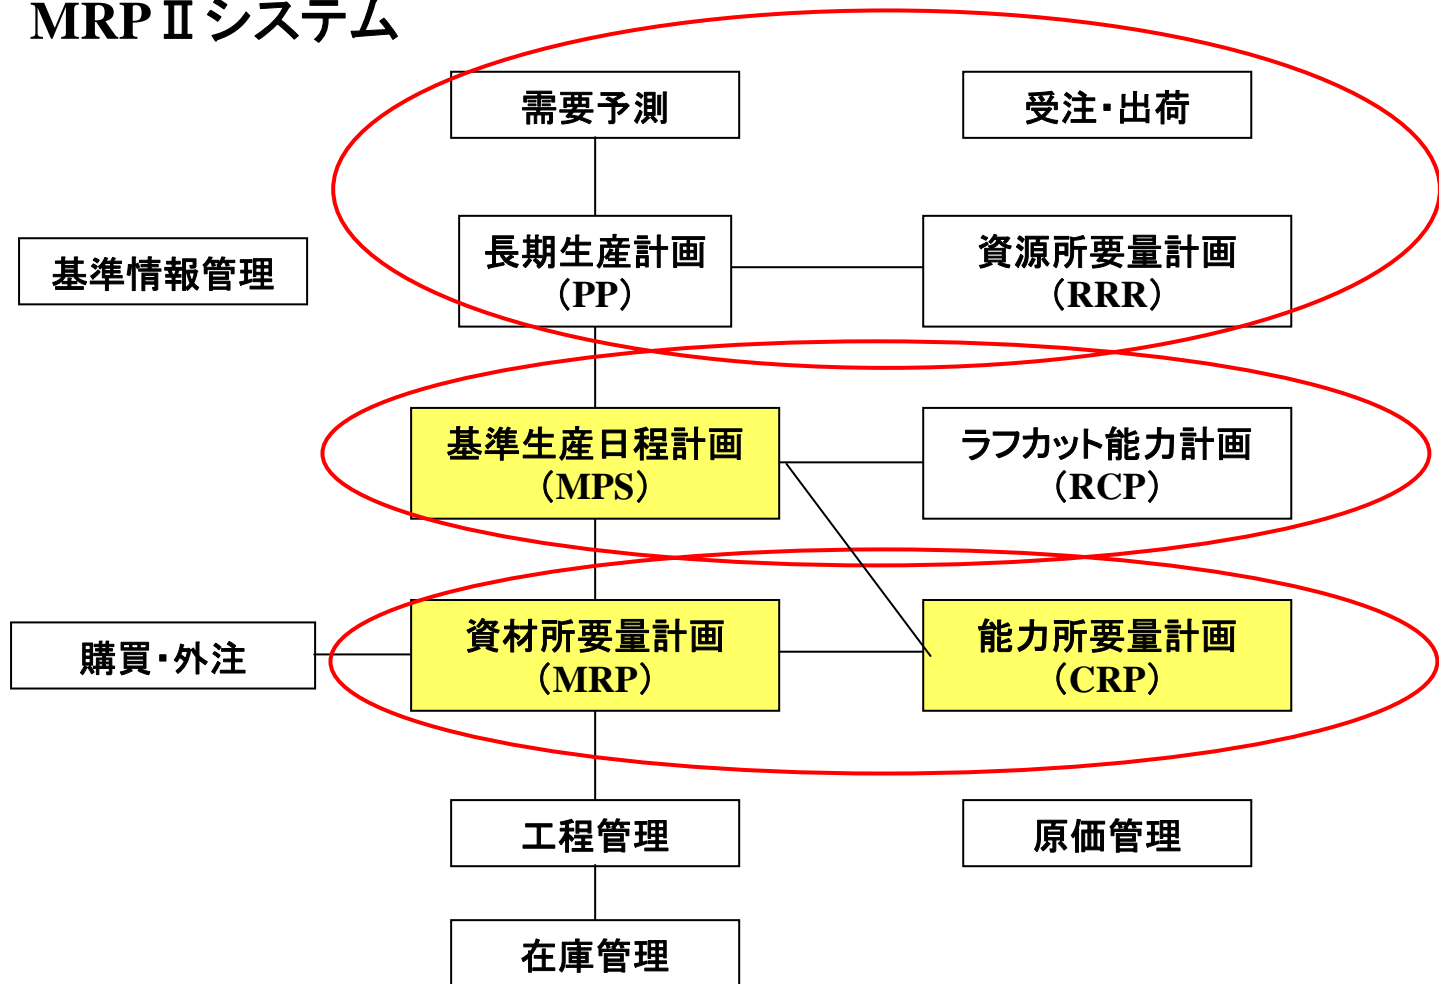 MRPⅡシステム
需要予測
受注・出荷
基準情報管理
長期生産計画
（PP）
資源所要量計画
（RRR）
基準生産日程計画
（MPS）
ラフカット能力計画
（RCP）
購買・外注
資材所要量計画
（MRP）
能力所要量計画
（CRP）
工程管理
原価管理
在庫管理